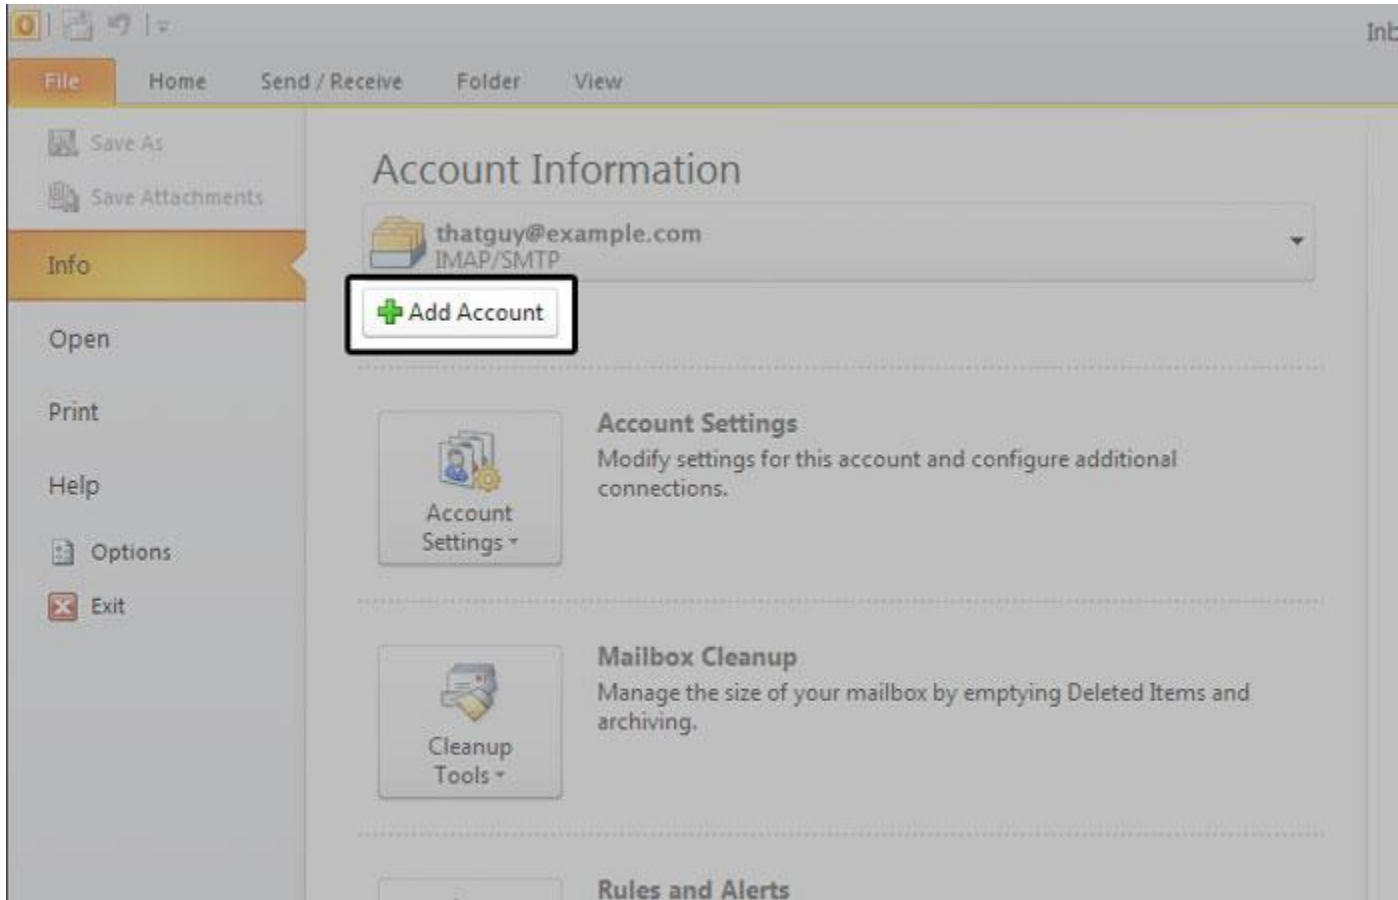 Inb
File Home Send / Receive Folder View
Save As
Save Attachments
Info
Open
Print
Help
Options
Exit
Account Information
thatguy@example.com
IMAP/SMTP
Add Account
Account Settings
Account Settings
Modify settings for this account and configure additional
connections.
Cleanup Tools
Mailbox Cleanup
Manage the size of your mailbox by emptying Deleted Items and
archiving.
Rules and Alerts